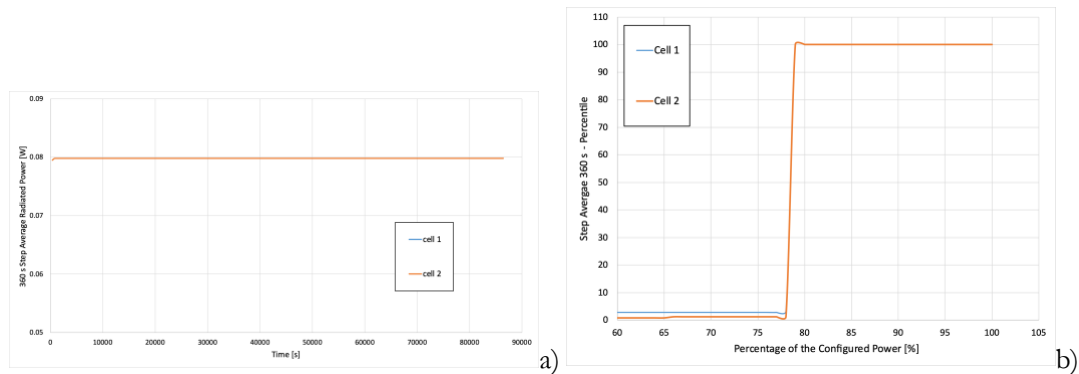 0.09
0.08
0.07
0.06
0.05
360 s Step Average Radiated Power [W]
0 10000 20000 30000 40000 50000 60000 70000 80000 90000
Time [s]
cell 1
cell 2
a)
110
100
90
80
70
60
50
40
30
20
10
0
Step Avergae 360 s - Percentile
60 65 70 75 80 85 90 95 100 105
Percentage of the Configured Power [%]
Cell 1
Cell 2
b)